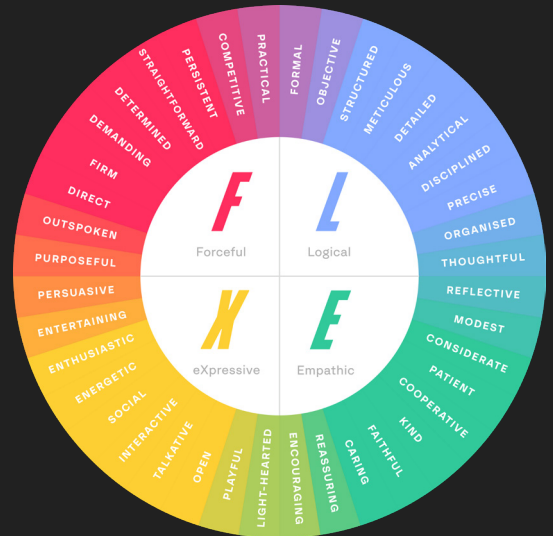 FORMAL
OBJECTIVE
STRUCTURED
METICULOUS
DETAILED
ANALYTICAL
DISCIPLINED
PRECISE
ORGANISED
THOUGHTFUL
REFLECTIVE
MODEST
CONSIDERATE
PATIENT
COOPERATIVE
KIND
FAITHFUL
CARING
REASSURING
ENCOURAGING
LIGHT-HEARTED
PLAYFUL
OPEN
TALKATIVE
INTERACTIVE
SOCIAL
ENERGETIC
ENTHUSIASTIC
ENTERTAINING
PERSUASIVE
PURPOSEFUL
OUTSPOKEN
DIRECT
FIRM
DEMANDING
DETERMINED
STRAIGHTFORWARD
PERSISTENT
COMPETITIVE
PRACTICAL
F
Forceful
L
Logical
X
eXpressive
E
Empathic